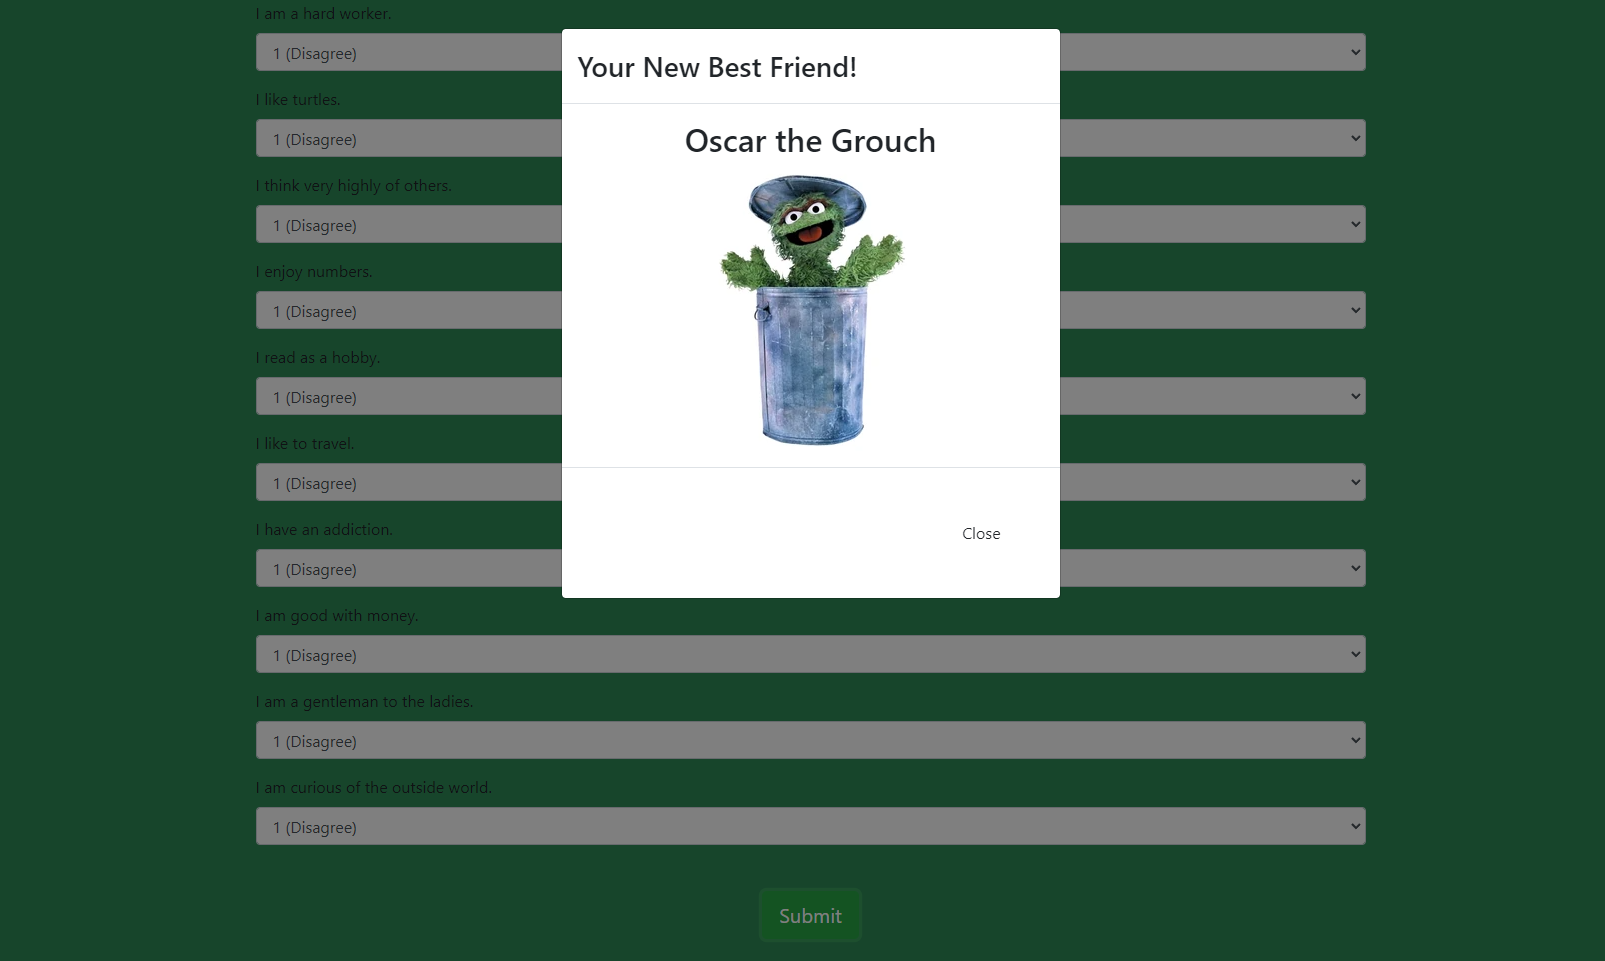 I am a hard worker.
1 (Disagree)
I like turtles.
1 (Disagree)
I think very highly of others.
1 (Disagree)
I enjoy numbers.
1 (Disagree)
I read as a hobby.
1 (Disagree)
I like to travel.
1 (Disagree)
I have an addiction.
1 (Disagree)
I am good with money.
1 (Disagree)
I am a gentleman to the ladies.
1 (Disagree)
I am curious of the outside world.
1 (Disagree)
Submit
Your New Best Friend!
Oscar the Grouch
Close